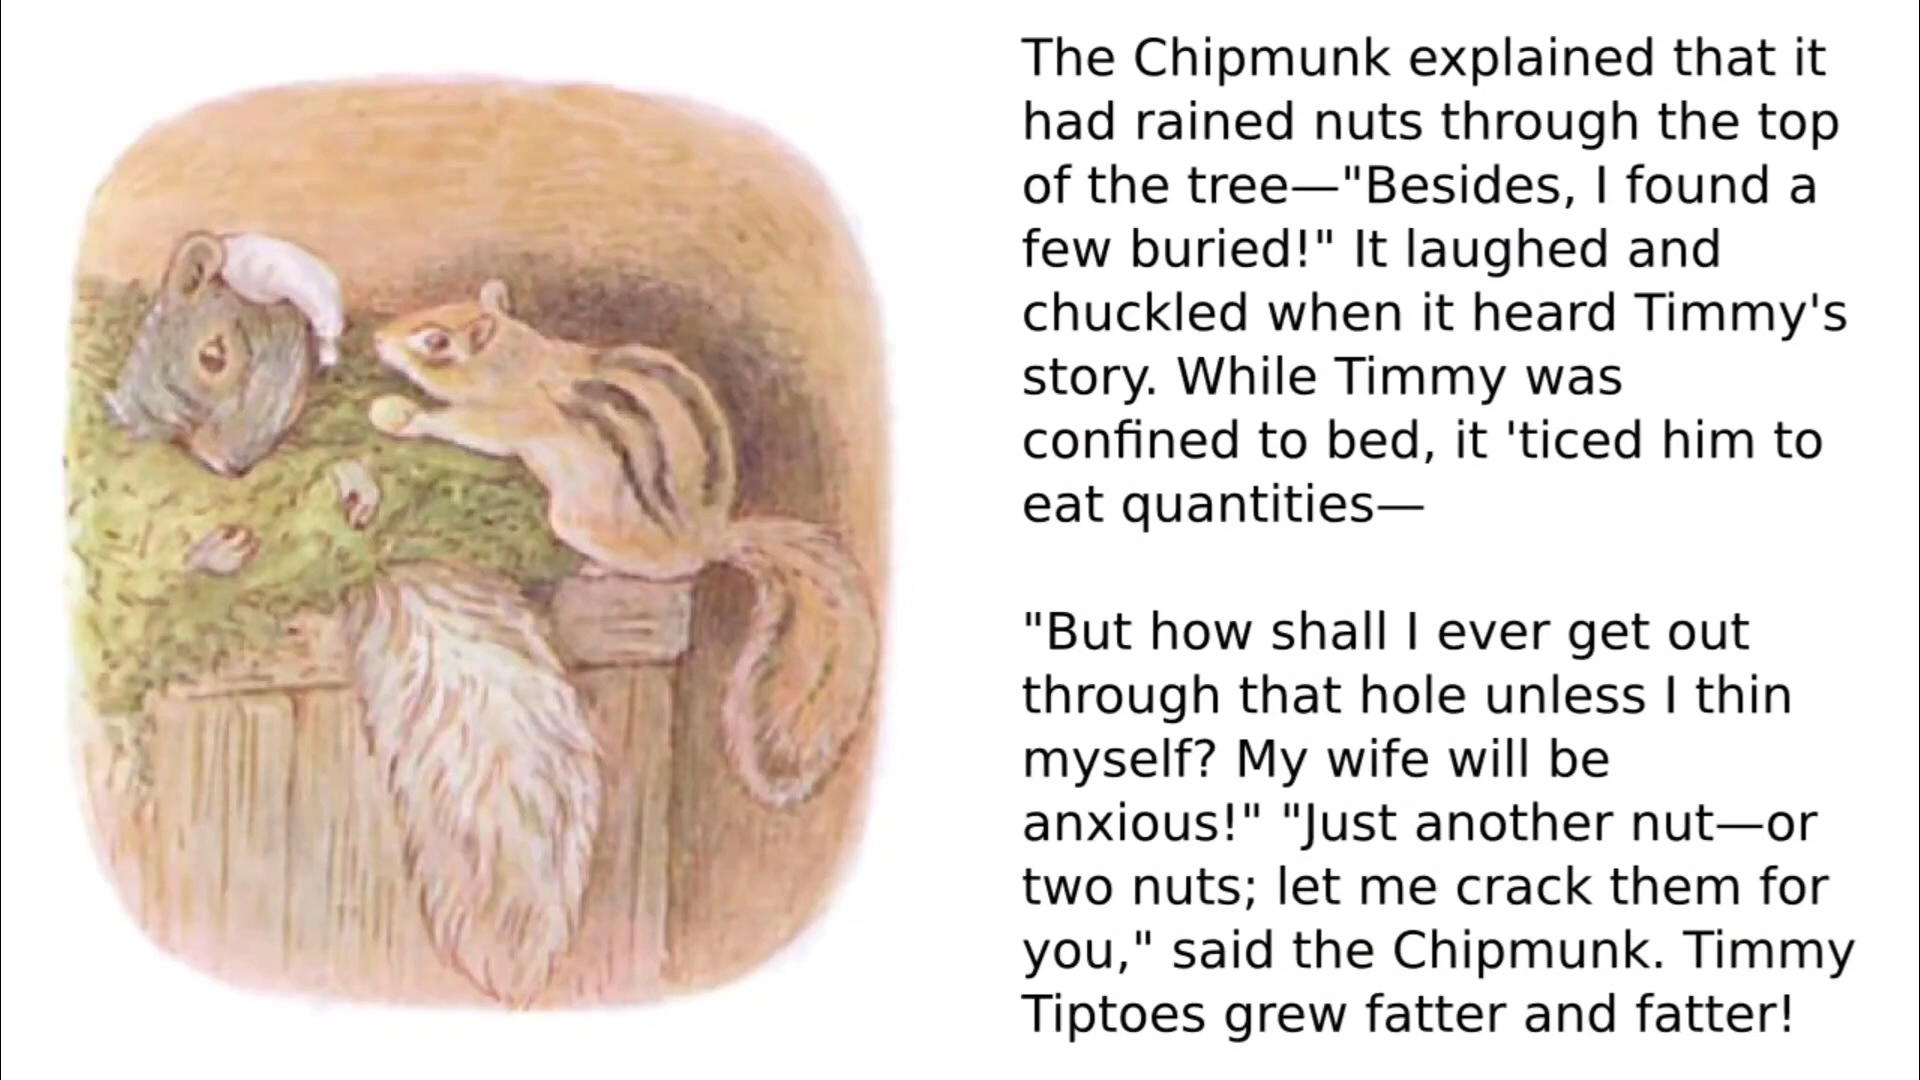 The Chipmunk explained that it
had rained nuts through the top
of the tree—"Besides, I found a
few buried!" It laughed and
chuckled when it heard Timmy's
story. While Timmy was
confined to bed, it 'ticed him to
eat quantities—
"But how shall I ever get out
through that hole unless I thin
myself? My wife will be
anxious!" "Just another nut—or
two nuts; let me crack them for
you," said the Chipmunk. Timmy
Tiptoes grew fatter and fatter!